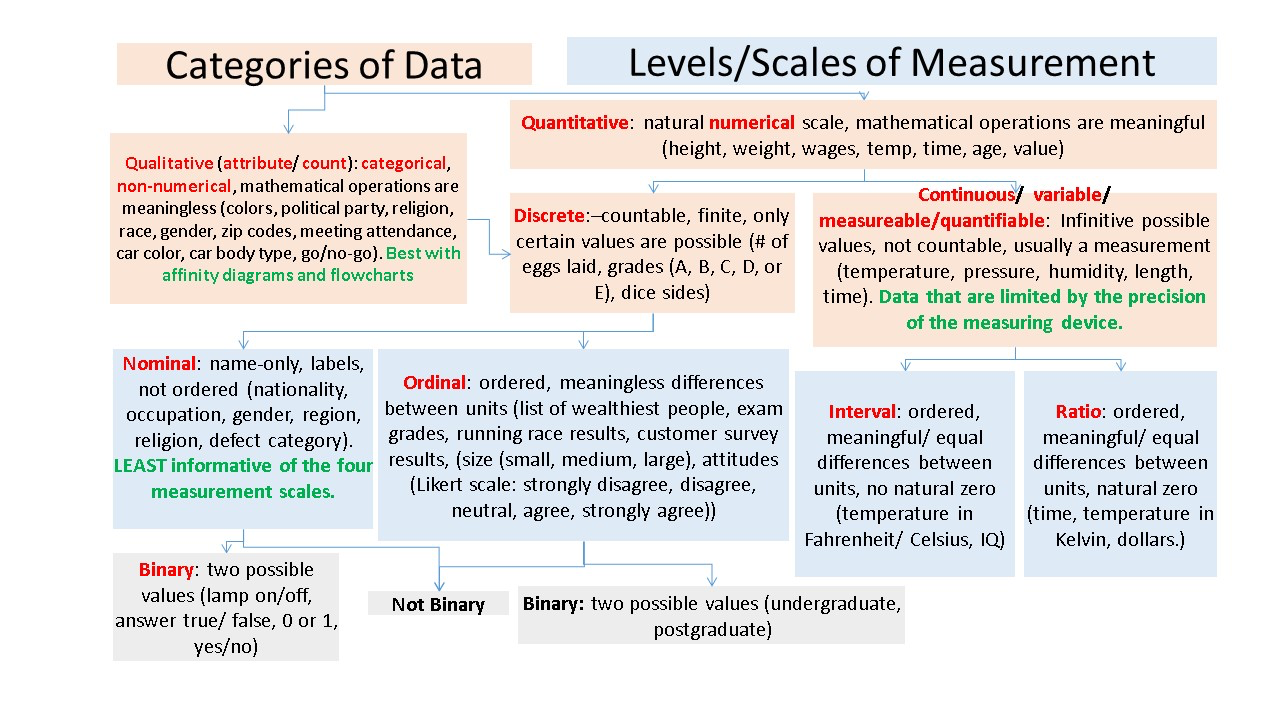 Categories of Data
Levels/Scales of Measurement
Quantitative: natural numerical scale, mathematical operations are meaningful
(height, weight, wages, temp, time, age, value)
Qualitative (attribute/ count): categorical,
non-numerical, mathematical operations are
meaningless (colors, political party, religion,
race, gender, zip codes, meeting attendance,
car color, car body type, go/no-go). Best with
affinity diagrams and flowcharts
Discrete:–countable, finite, only
certain values are possible (# of
eggs laid, grades (A, B, C, D, or
E), dice sides)
Continuous/ variable/
measureable/quantifiable: Infinitive possible
values, not countable, usually a measurement
(temperature, pressure, humidity, length,
time). Data that are limited by the precision
of the measuring device.
Nominal: name-only, labels,
not ordered (nationality,
occupation, gender, region,
religion, defect category).
LEAST informative of the four
measurement scales.
Ordinal: ordered, meaningless differences
between units (list of wealthiest people, exam
grades, running race results, customer survey
results, (size (small, medium, large), attitudes
(Likert scale: strongly disagree, disagree,
neutral, agree, strongly agree))
Interval: ordered,
meaningful/ equal
differences between
units, no natural zero
(temperature in
Fahrenheit/ Celsius, IQ)
Ratio: ordered,
meaningful/ equal
differences between
units, natural zero
(time, temperature in
Kelvin, dollars.)
Binary: two possible
values (lamp on/off,
answer true/ false, 0 or 1,
yes/no)
Not Binary
Binary: two possible values (undergraduate,
postgraduate)